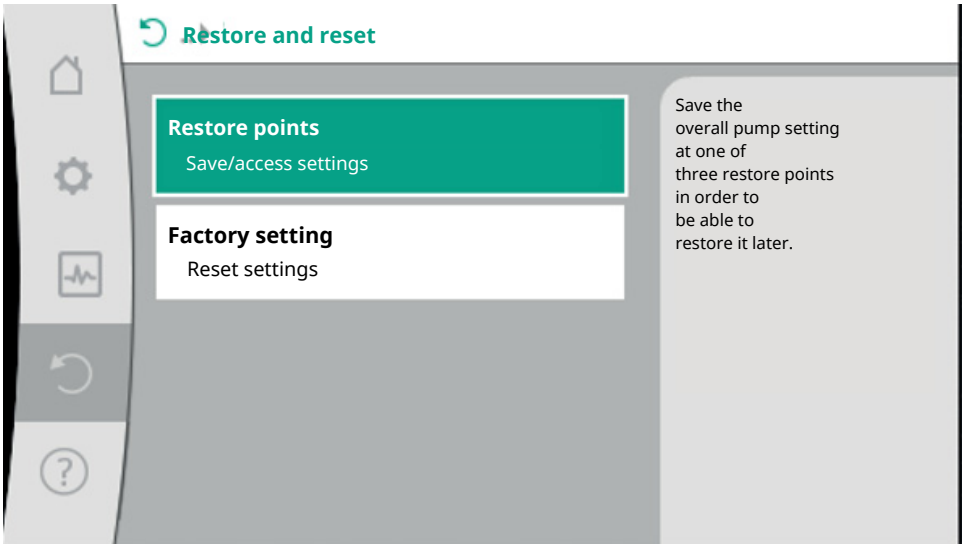 Restore and reset
Restore points
Save/access settings
Factory setting
Reset settings
Save the
overall pump setting
at one of
three restore points
in order to
be able to
restore it later.
?